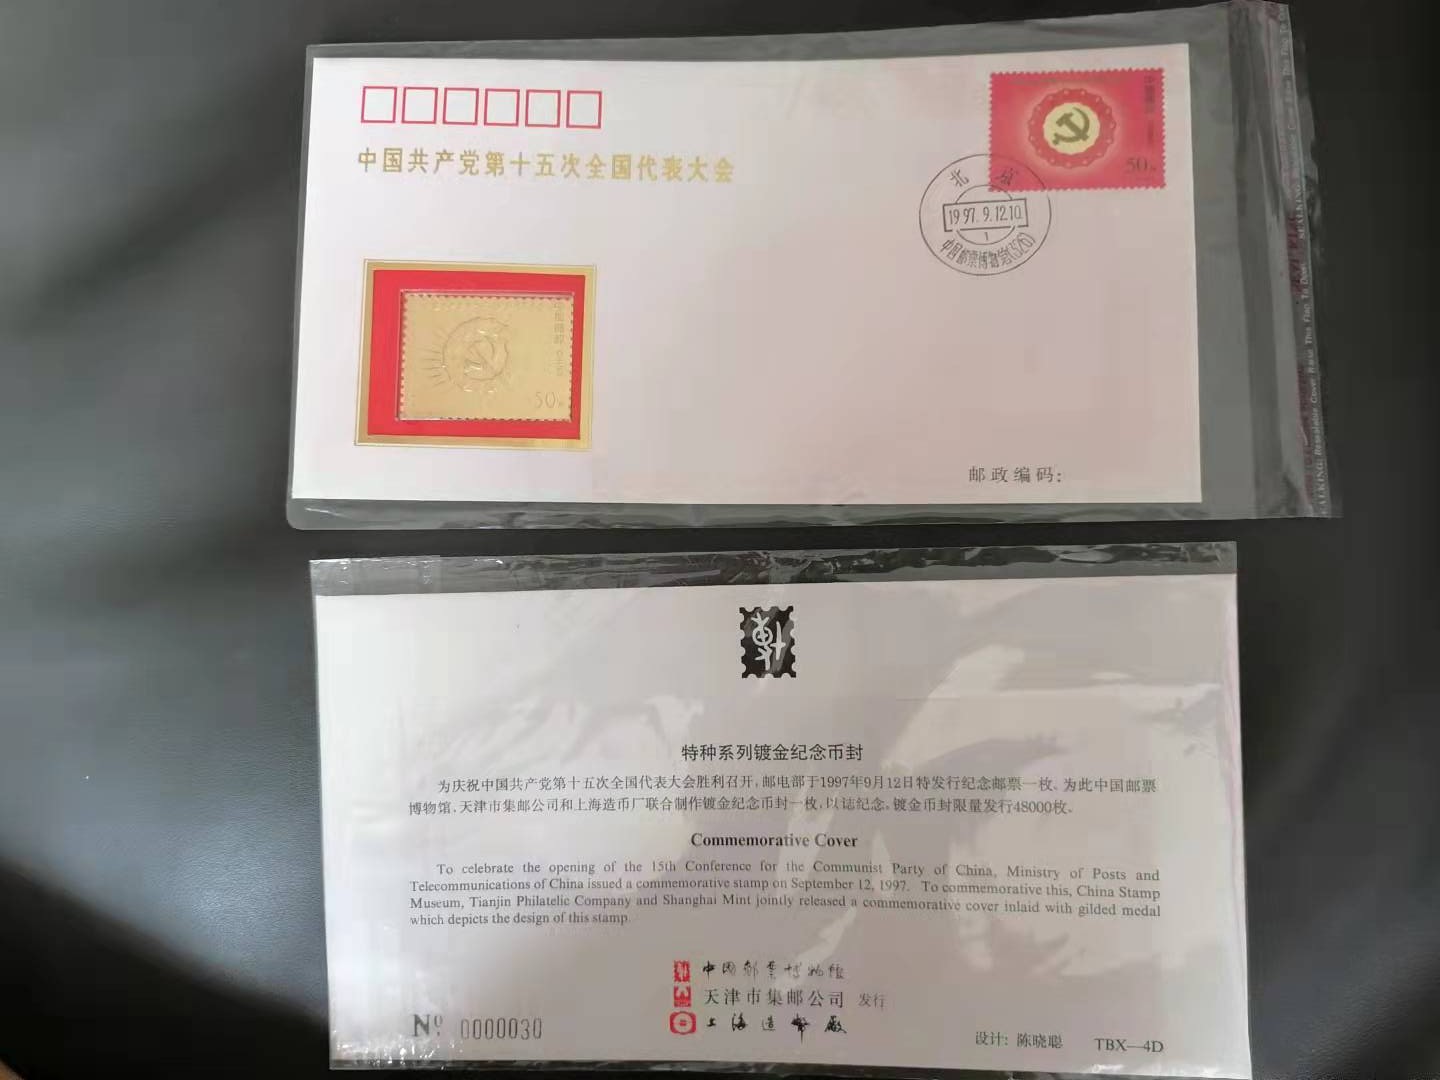 中国共产党第十五次全国代表大会
50分
北京
1997.9.12.10
1
中国邮票博物馆(526)
50分
邮政编码:
特种系列镀金纪念币封
为庆祝中国共产党第十五次全国代表大会胜利召开,邮电部于1997年9月12日特发行纪念邮票一枚。为此中国邮票
博物馆、天津市集邮公司和上海造币厂联合制作镀金纪念币封一枚,以誌纪念。镀金币封限量发行48000枚。
Commemorative Cover
To celebrate the opening of the 15th Conference for the Communist Party of China, Ministry of Posts and
Telecommunications of China issued a commemorative stamp on September 12, 1997. To commemorative this, China Stamp
Museum, Tianjin Philatelic Company and Shanghai Mint jointly released a commemorative cover inlaid with gilded medal
which depicts the design of this stamp.
中国邮票博物馆
天津市集邮公司 发行
上海造幣厰
No. 0000030
设计: 陈晓聪 TBX—4D